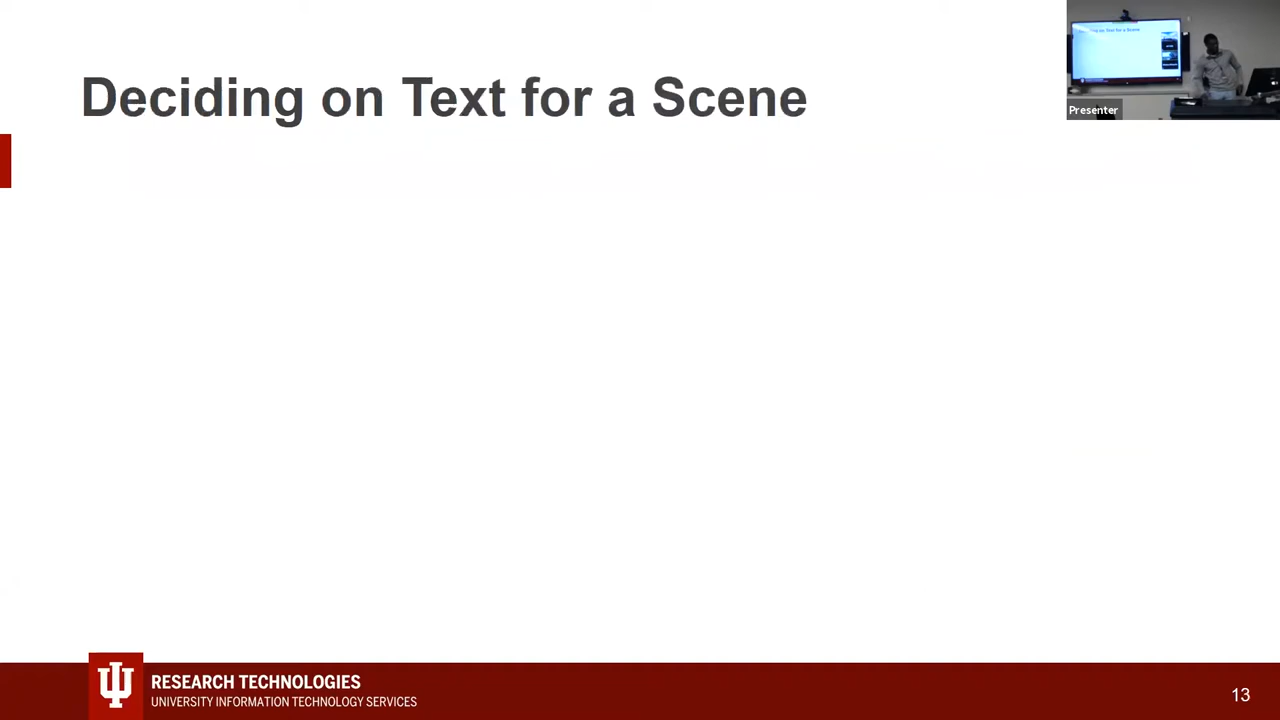 Deciding on Text for a Scene
Presenter
RESEARCH TECHNOLOGIES
UNIVERSITY INFORMATION TECHNOLOGY SERVICES
13